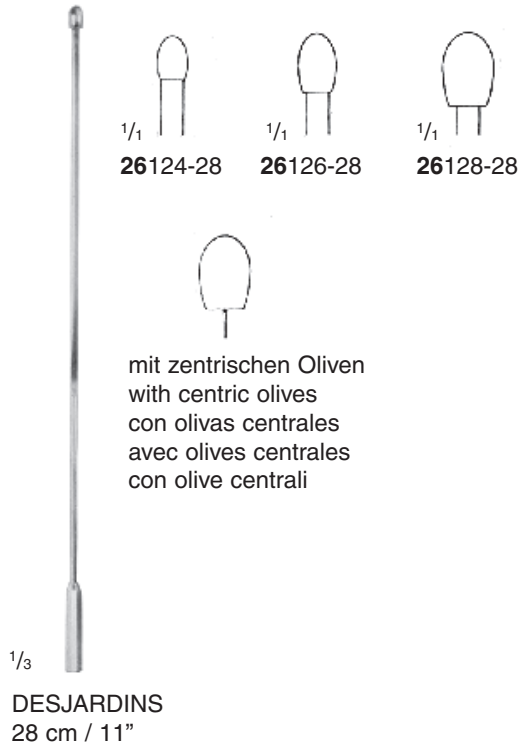 1/1
1/1
1/1
26124-28
26126-28
26128-28
mit zentrischen Oliven
with centric olives
con olivas centrales
avec olives centrales
con olive centrali
1/3
DESJARDINS
28 cm / 11”